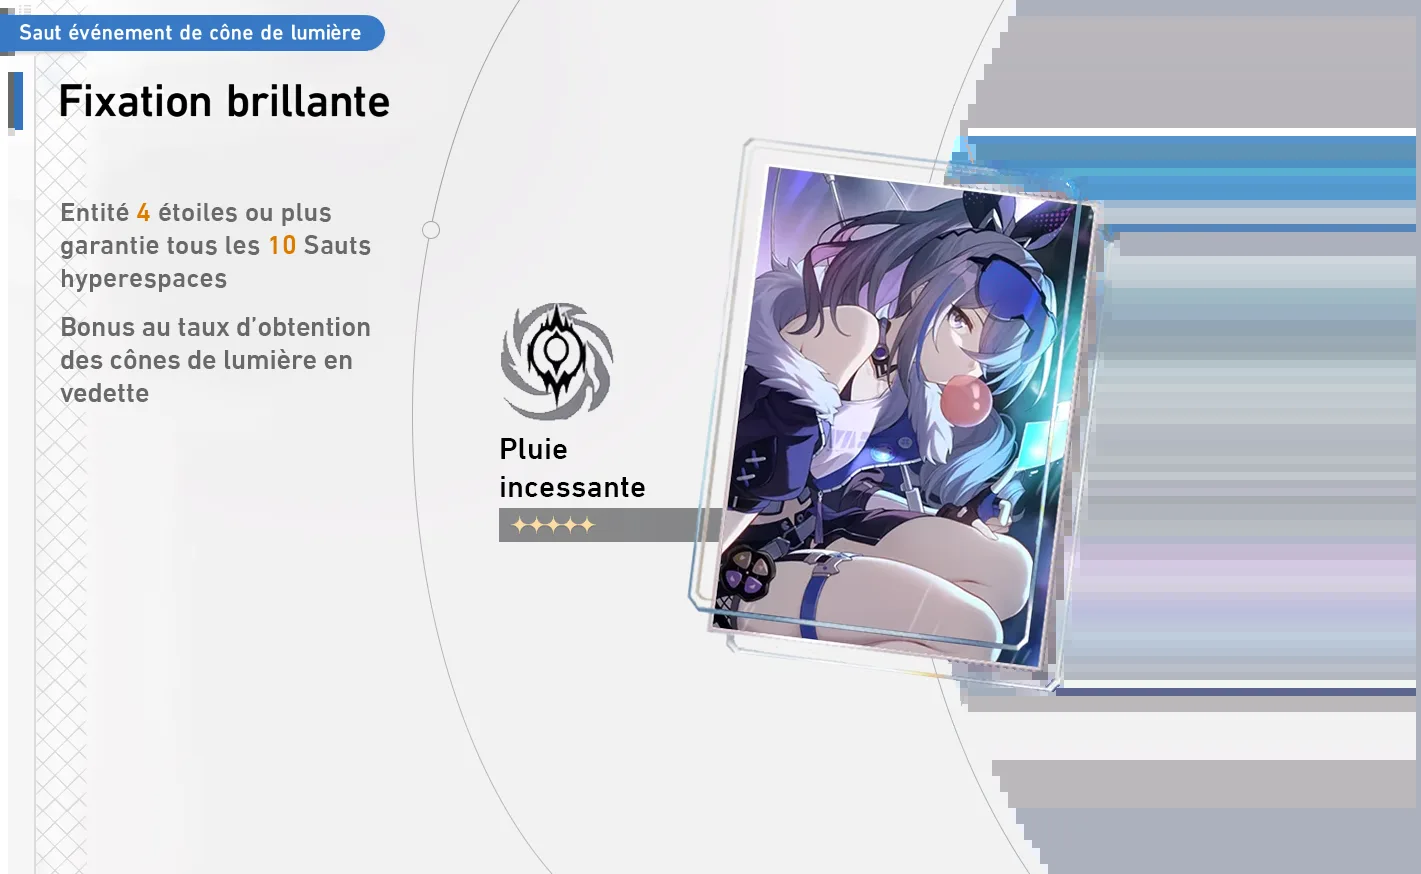 Saut événement de cône de lumière
Fixation brillante
Entité 4 étoiles ou plus
garantie tous les 10 Sauts
hyperespaces
Bonus au taux d’obtention
des cônes de lumière en
vedette
Pluie
incessante